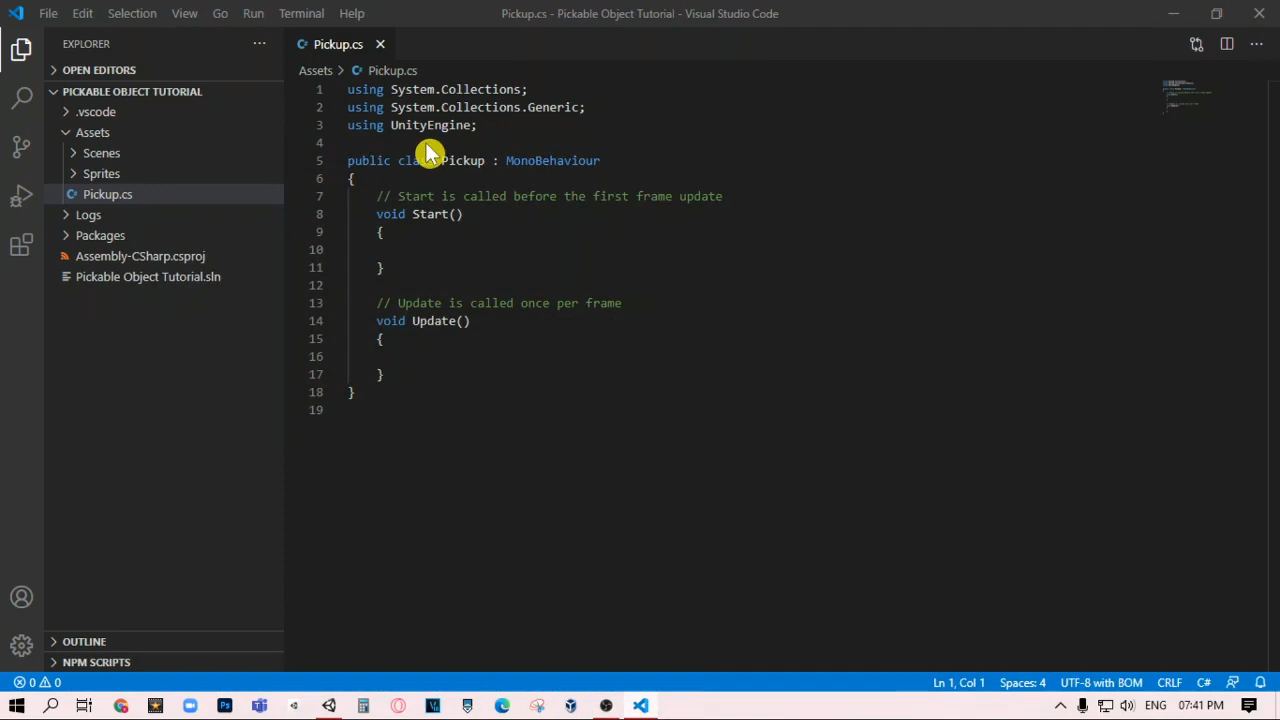 File Edit Selection View Go Run Terminal Help
Pickup.cs - Pickable Object Tutorial - Visual Studio Code
EXPLORER
OPEN EDITORS
PICKABLE OBJECT TUTORIAL
.vscode
Assets
Scenes
Sprites
Pickup.cs
Logs
Packages
Assembly-CSharp.csproj
Pickable Object Tutorial.sln
OUTLINE
NPM SCRIPTS
Pickup.cs
Assets > Pickup.cs
1 using System.Collections;
2 using System.Collections.Generic;
3 using UnityEngine;
4
5 public class Pickup : MonoBehaviour
6 {
7 // Start is called before the first frame update
8 void Start()
9 {
10
11 }
12
13 // Update is called once per frame
14 void Update()
15 {
16
17 }
18 }
19
0 0
Ln 1, Col 1 Spaces: 4 UTF-8 with BOM CRLF C#
Ps ENG 07:41 PM